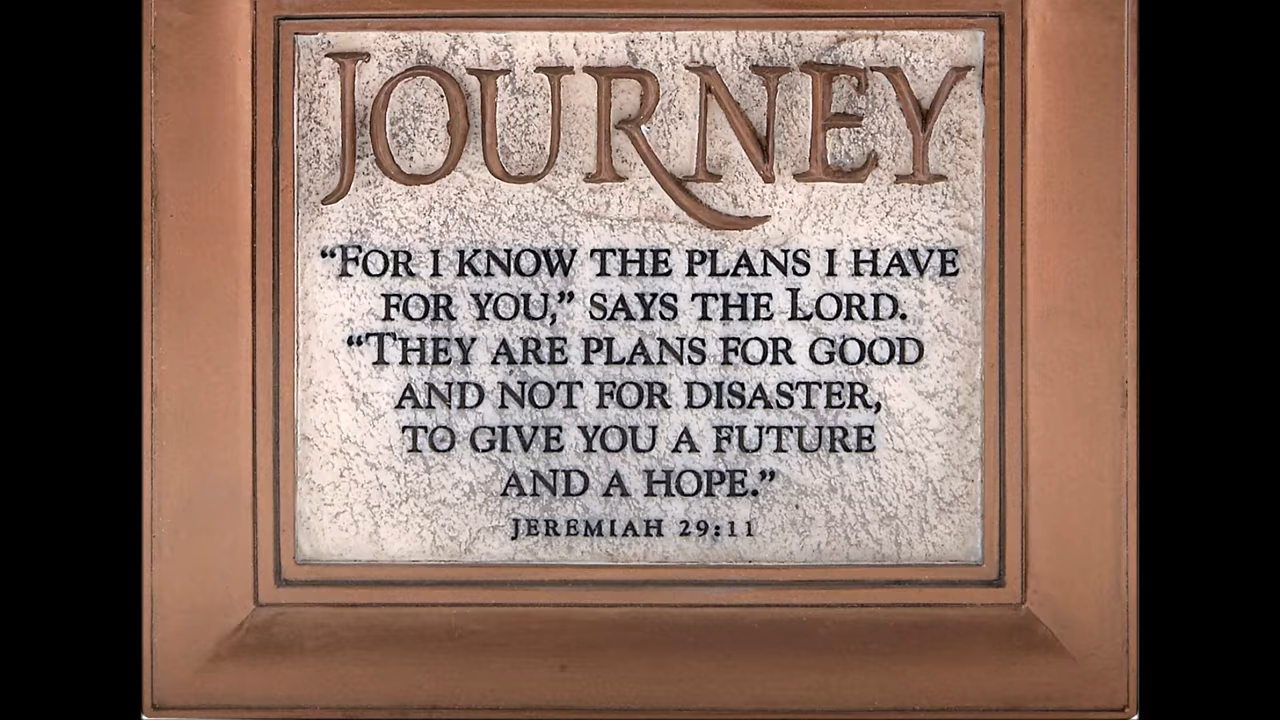 JOURNEY
“FOR I KNOW THE PLANS I HAVE
FOR YOU,” SAYS THE LORD.
“THEY ARE PLANS FOR GOOD
AND NOT FOR DISASTER,
TO GIVE YOU A FUTURE
AND A HOPE.”
JEREMIAH 29:11